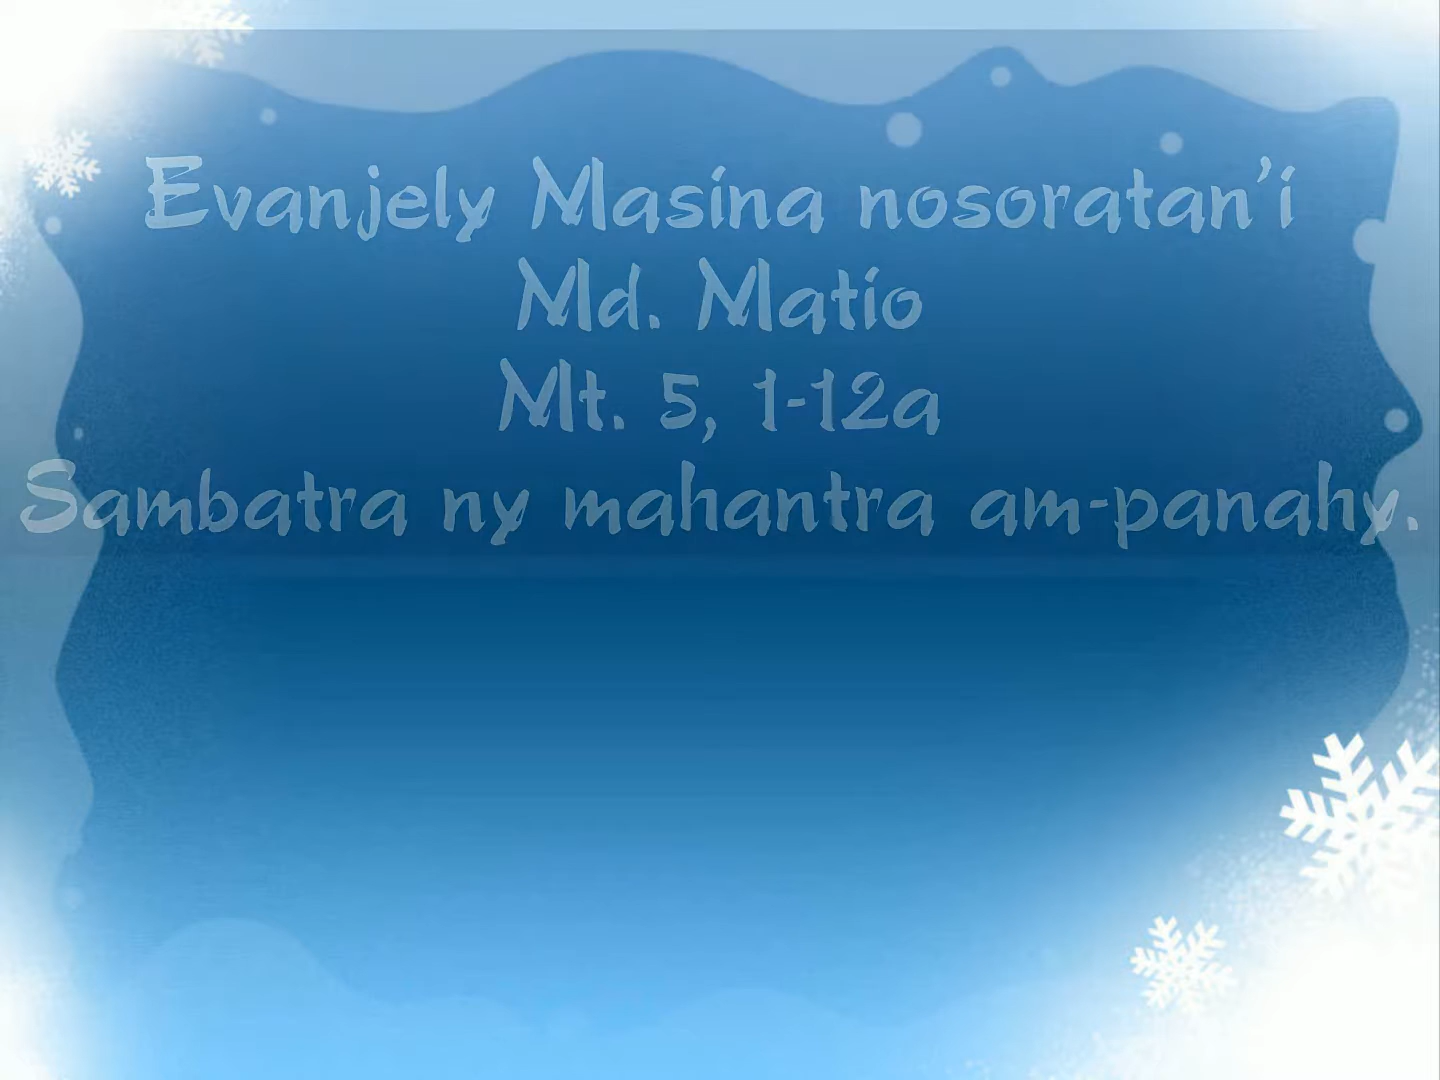 Evanjely Masina nosoratan'i
Md. Matio
Mt. 5, 1-12a
Sambatra ny mahantra am-panahy.